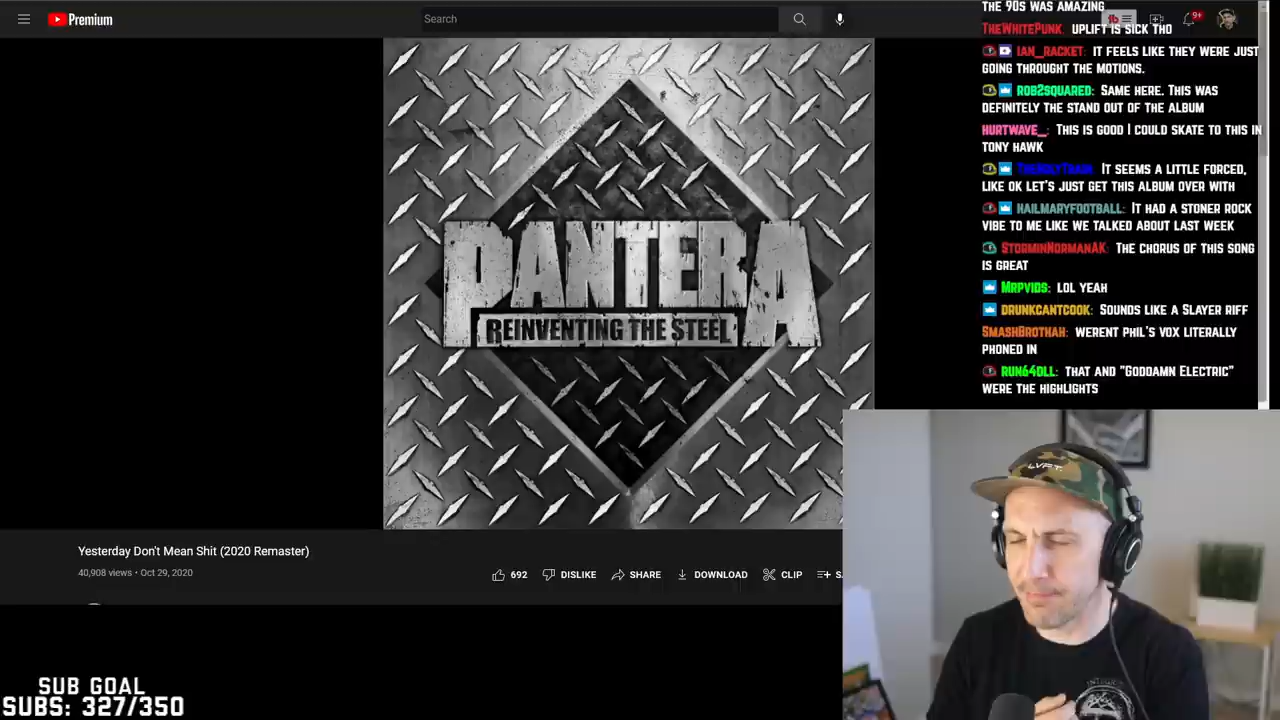 Premium
Search
9+
THE 90S WAS AMAZING
THEWHITEPUNK: UPLIFT IS SICK THO
IAN_RACKET: IT FEELS LIKE THEY WERE JUST
GOING THROUGHT THE MOTIONS.
ROB2SQUARED: SAME HERE. THIS WAS
DEFINITELY THE STAND OUT OF THE ALBUM
HURTWAVE_: THIS IS GOOD I COULD SKATE TO THIS IN
TONY HAWK
IT SEEMS A LITTLE FORCED,
LIKE OK LET'S JUST GET THIS ALBUM OVER WITH
HAILMARYFOOTBALL: IT HAD A STONER ROCK
VIBE TO ME LIKE WE TALKED ABOUT LAST WEEK
STORMINNORMANAK: THE CHORUS OF THIS SONG
IS GREAT
MRPVIDS: LOL YEAH
DRUNKCANTCOOK: SOUNDS LIKE A SLAYER RIFF
SMASHBROTHAH: WERENT PHIL'S VOX LITERALLY
PHONED IN
RUN64DLL: THAT AND "GODDAMN ELECTRIC"
WERE THE HIGHLIGHTS
PANTERA
REINVENTING THE STEEL
Yesterday Don't Mean Shit (2020 Remaster)
40,908 views • Oct 29, 2020
692
DISLIKE
SHARE
DOWNLOAD
CLIP
LVFT.
SUB GOAL
SUBS: 327/350